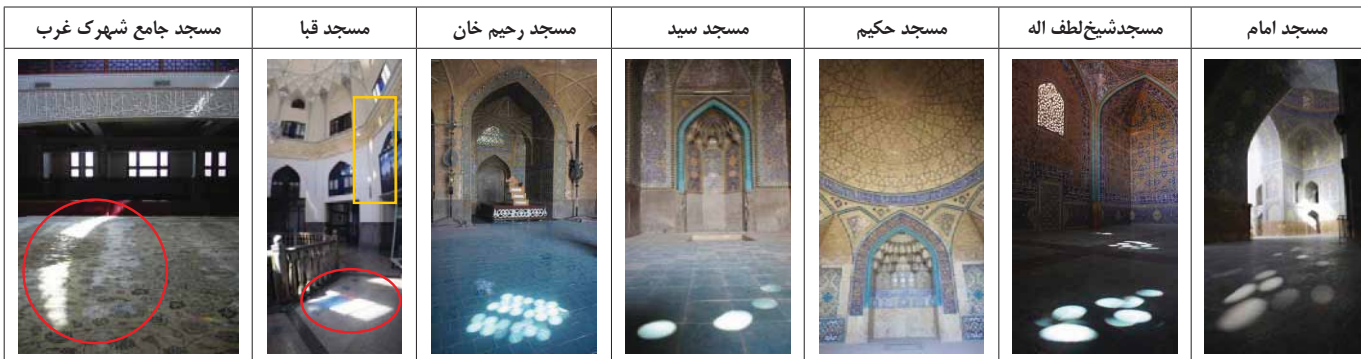 مسجد امام
مسجدشیخ‌لطف اله
مسجد حکیم
مسجد سید
مسجد رحیم خان
مسجد قبا
مسجد جامع شهرک غرب